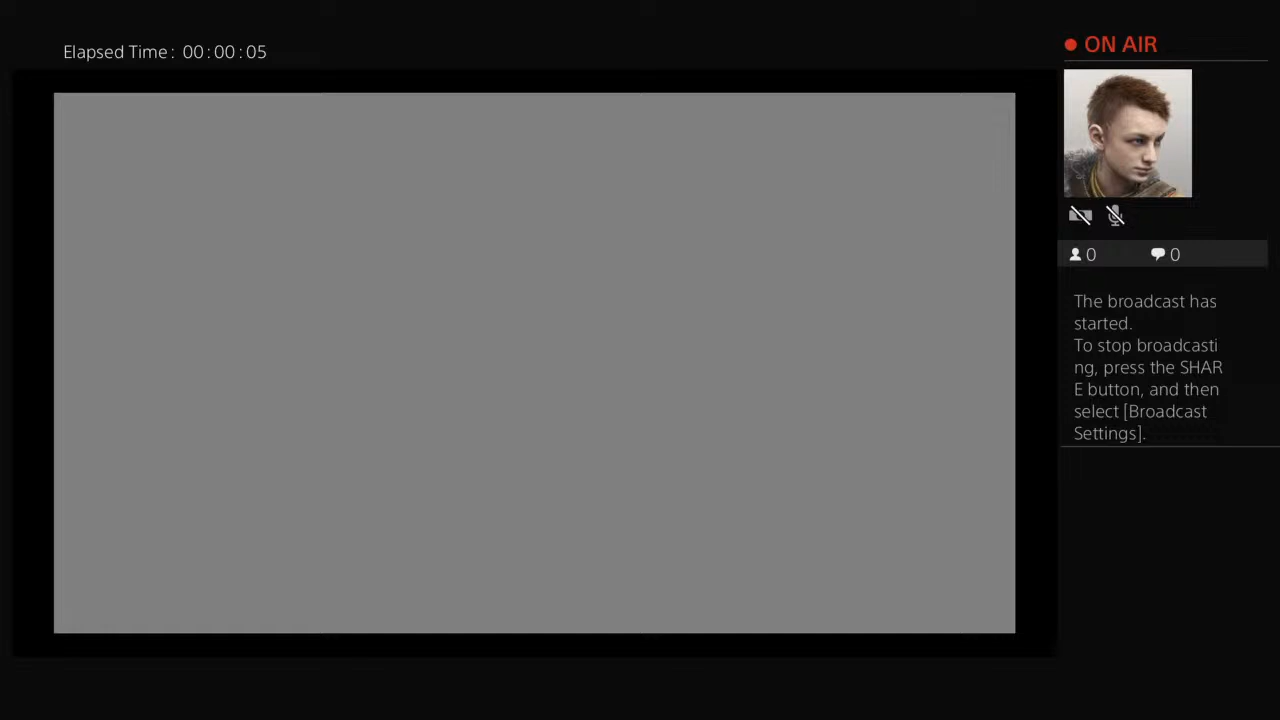 Elapsed Time: 00:00:05
ON AIR
0 0
The broadcast has
started.
To stop broadcasti
ng, press the SHAR
E button, and then
select [Broadcast
Settings].